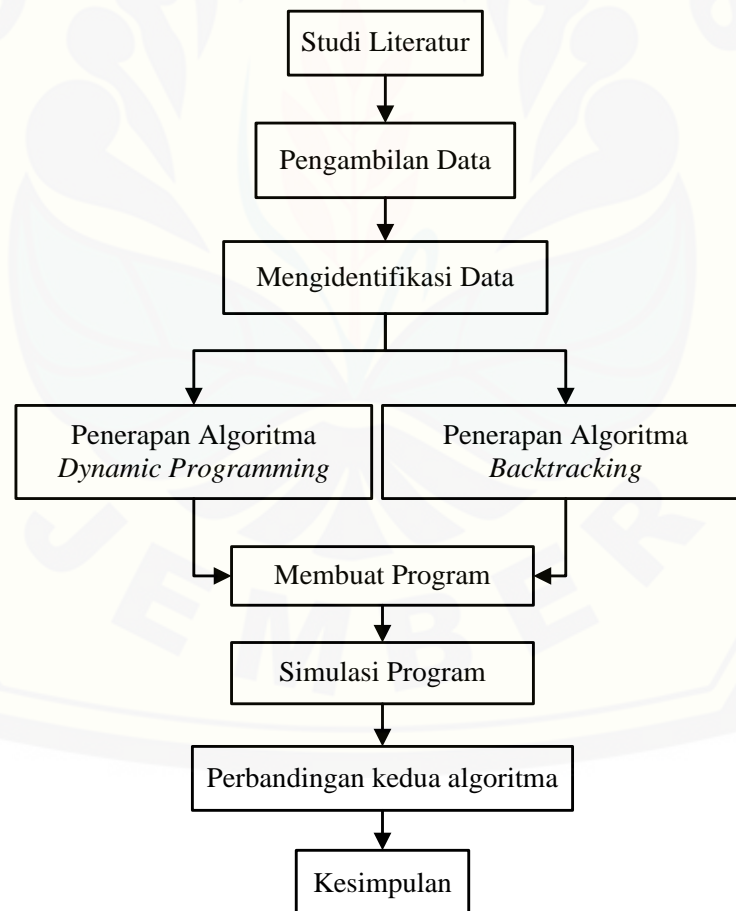 Studi Literatur
Pengambilan Data
Mengidentifikasi Data
Penerapan Algoritma
Dynamic Programming
Penerapan Algoritma
Backtracking
Membuat Program
Simulasi Program
Perbandingan kedua algoritma
Kesimpulan
JEMBER